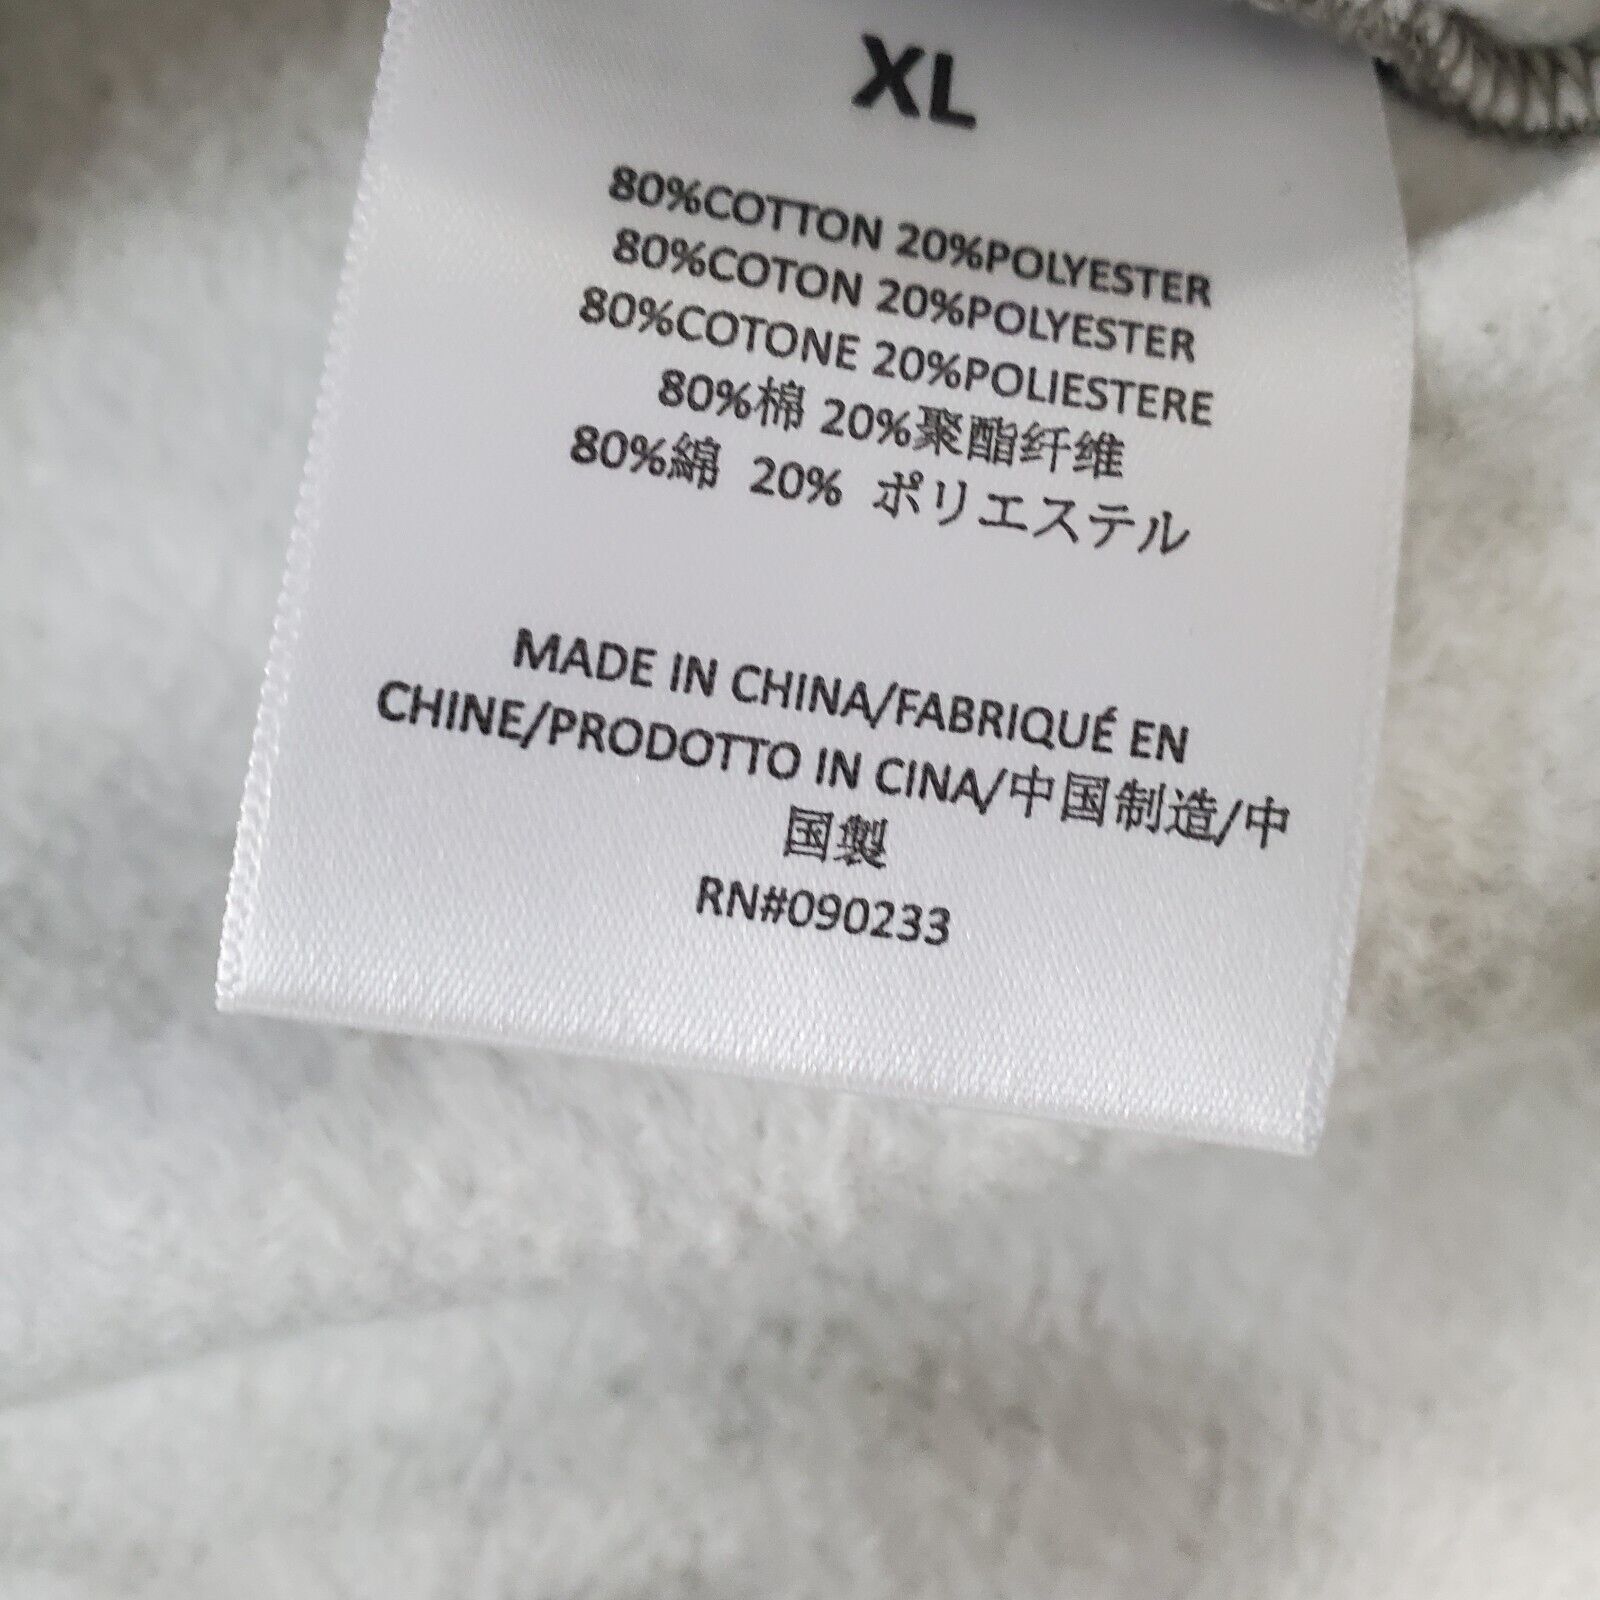 XL
80%COTTON 20%POLYESTER
80%COTON 20%POLYESTER
80%COTONE 20%POLIESTERE
80%棉 20%聚酯纤维
80%綿 20% ポリエステル
MADE IN CHINA/FABRIQUÉ EN
CHINE/PRODOTTO IN CINA/中国制造/中
国製
RN#090233